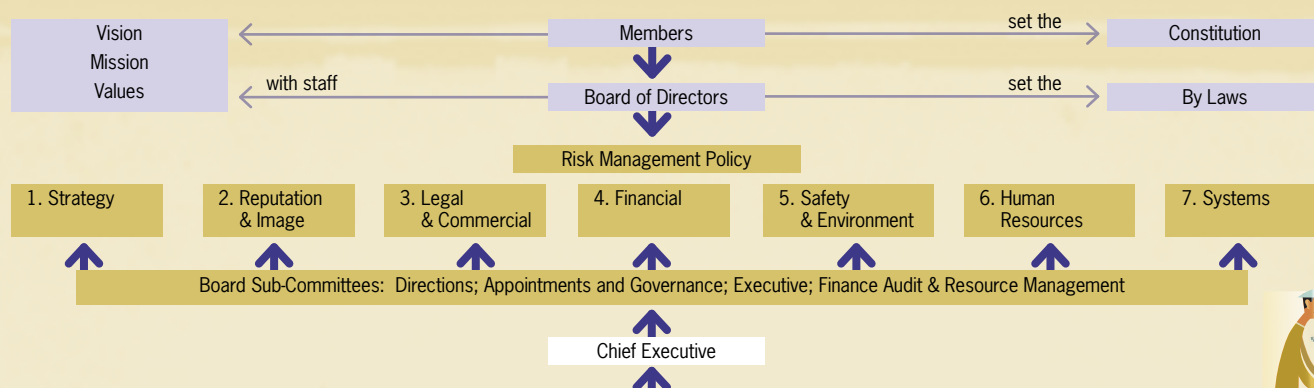 Vision
Mission
Values
Members
set the
Constitution
with staff
Board of Directors
set the
By Laws
Risk Management Policy
1. Strategy
2. Reputation
& Image
3. Legal
& Commercial
4. Financial
5. Safety
& Environment
6. Human
Resources
7. Systems
Board Sub-Committees: Directions; Appointments and Governance; Executive; Finance Audit & Resource Management
Chief Executive